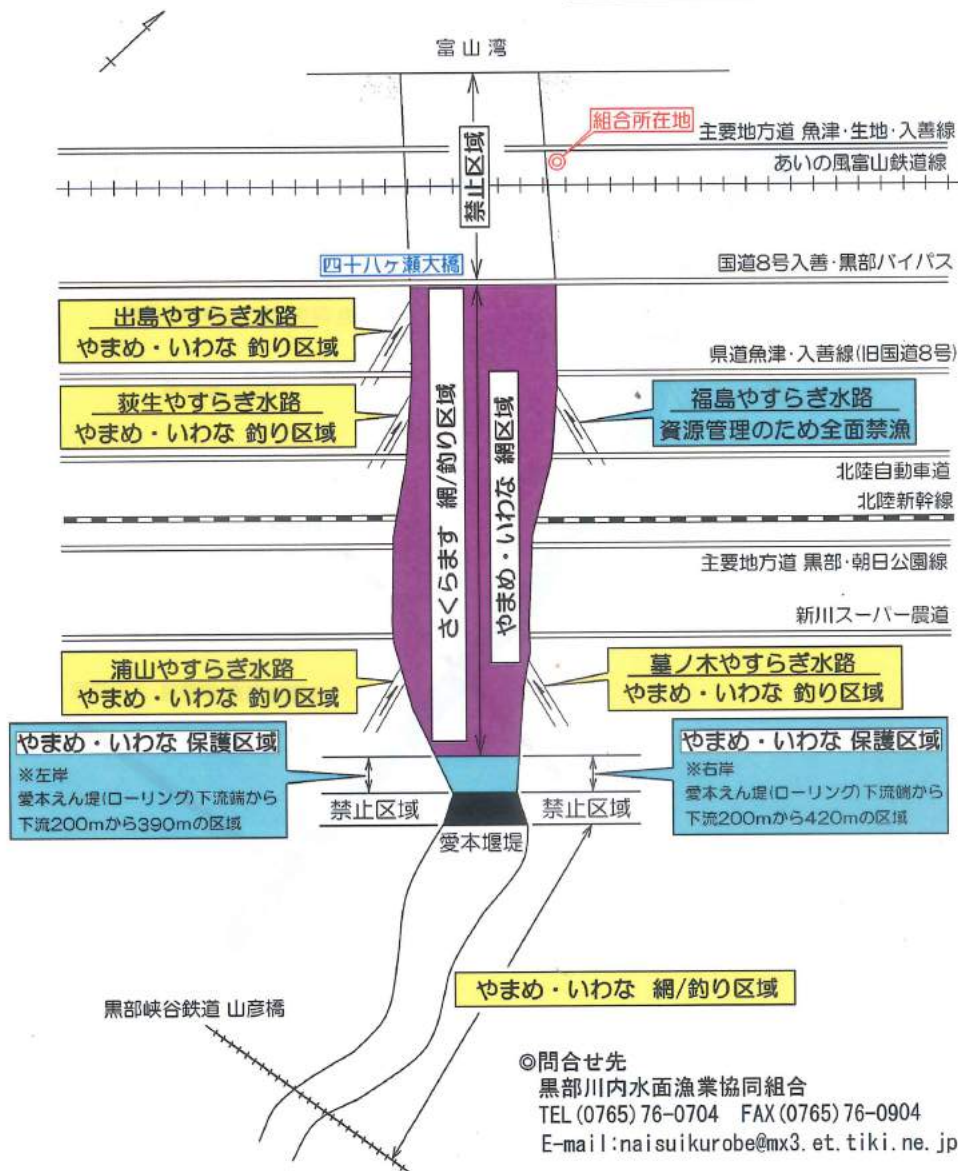 富山湾
組合所在地
主要地方道 魚津・生地・入善線
あいの風富山鉄道線
禁止区域
四十八ヶ瀬大橋
国道8号入善・黒部バイパス
出島やすらぎ水路
やまめ・いわな 釣り区域
県道魚津・入善線(旧国道8号)
荻生やすらぎ水路
やまめ・いわな 釣り区域
さくらます 網/釣り区域
やまめ・いわな 網区域
福島やすらぎ水路
資源管理のため全面禁漁
北陸自動車道
北陸新幹線
主要地方道 黒部・朝日公園線
新川スーパー農道
浦山やすらぎ水路
やまめ・いわな 釣り区域
墓ノ木やすらぎ水路
やまめ・いわな 釣り区域
やまめ・いわな 保護区域
※左岸
愛本えん堤(ローリング)下流端から
下流200mから390mの区域
やまめ・いわな 保護区域
※右岸
愛本えん堤(ローリング)下流端から
下流200mから420mの区域
禁止区域
禁止区域
愛本堰堤
やまめ・いわな 網/釣り区域
黒部峡谷鉄道 山彦橋
◎問合せ先
黒部川内水面漁業協同組合
TEL(0765)76-0704 FAX(0765)76-0904
E-mail:naisuikurobe@mx3.et.tiki.ne.jp